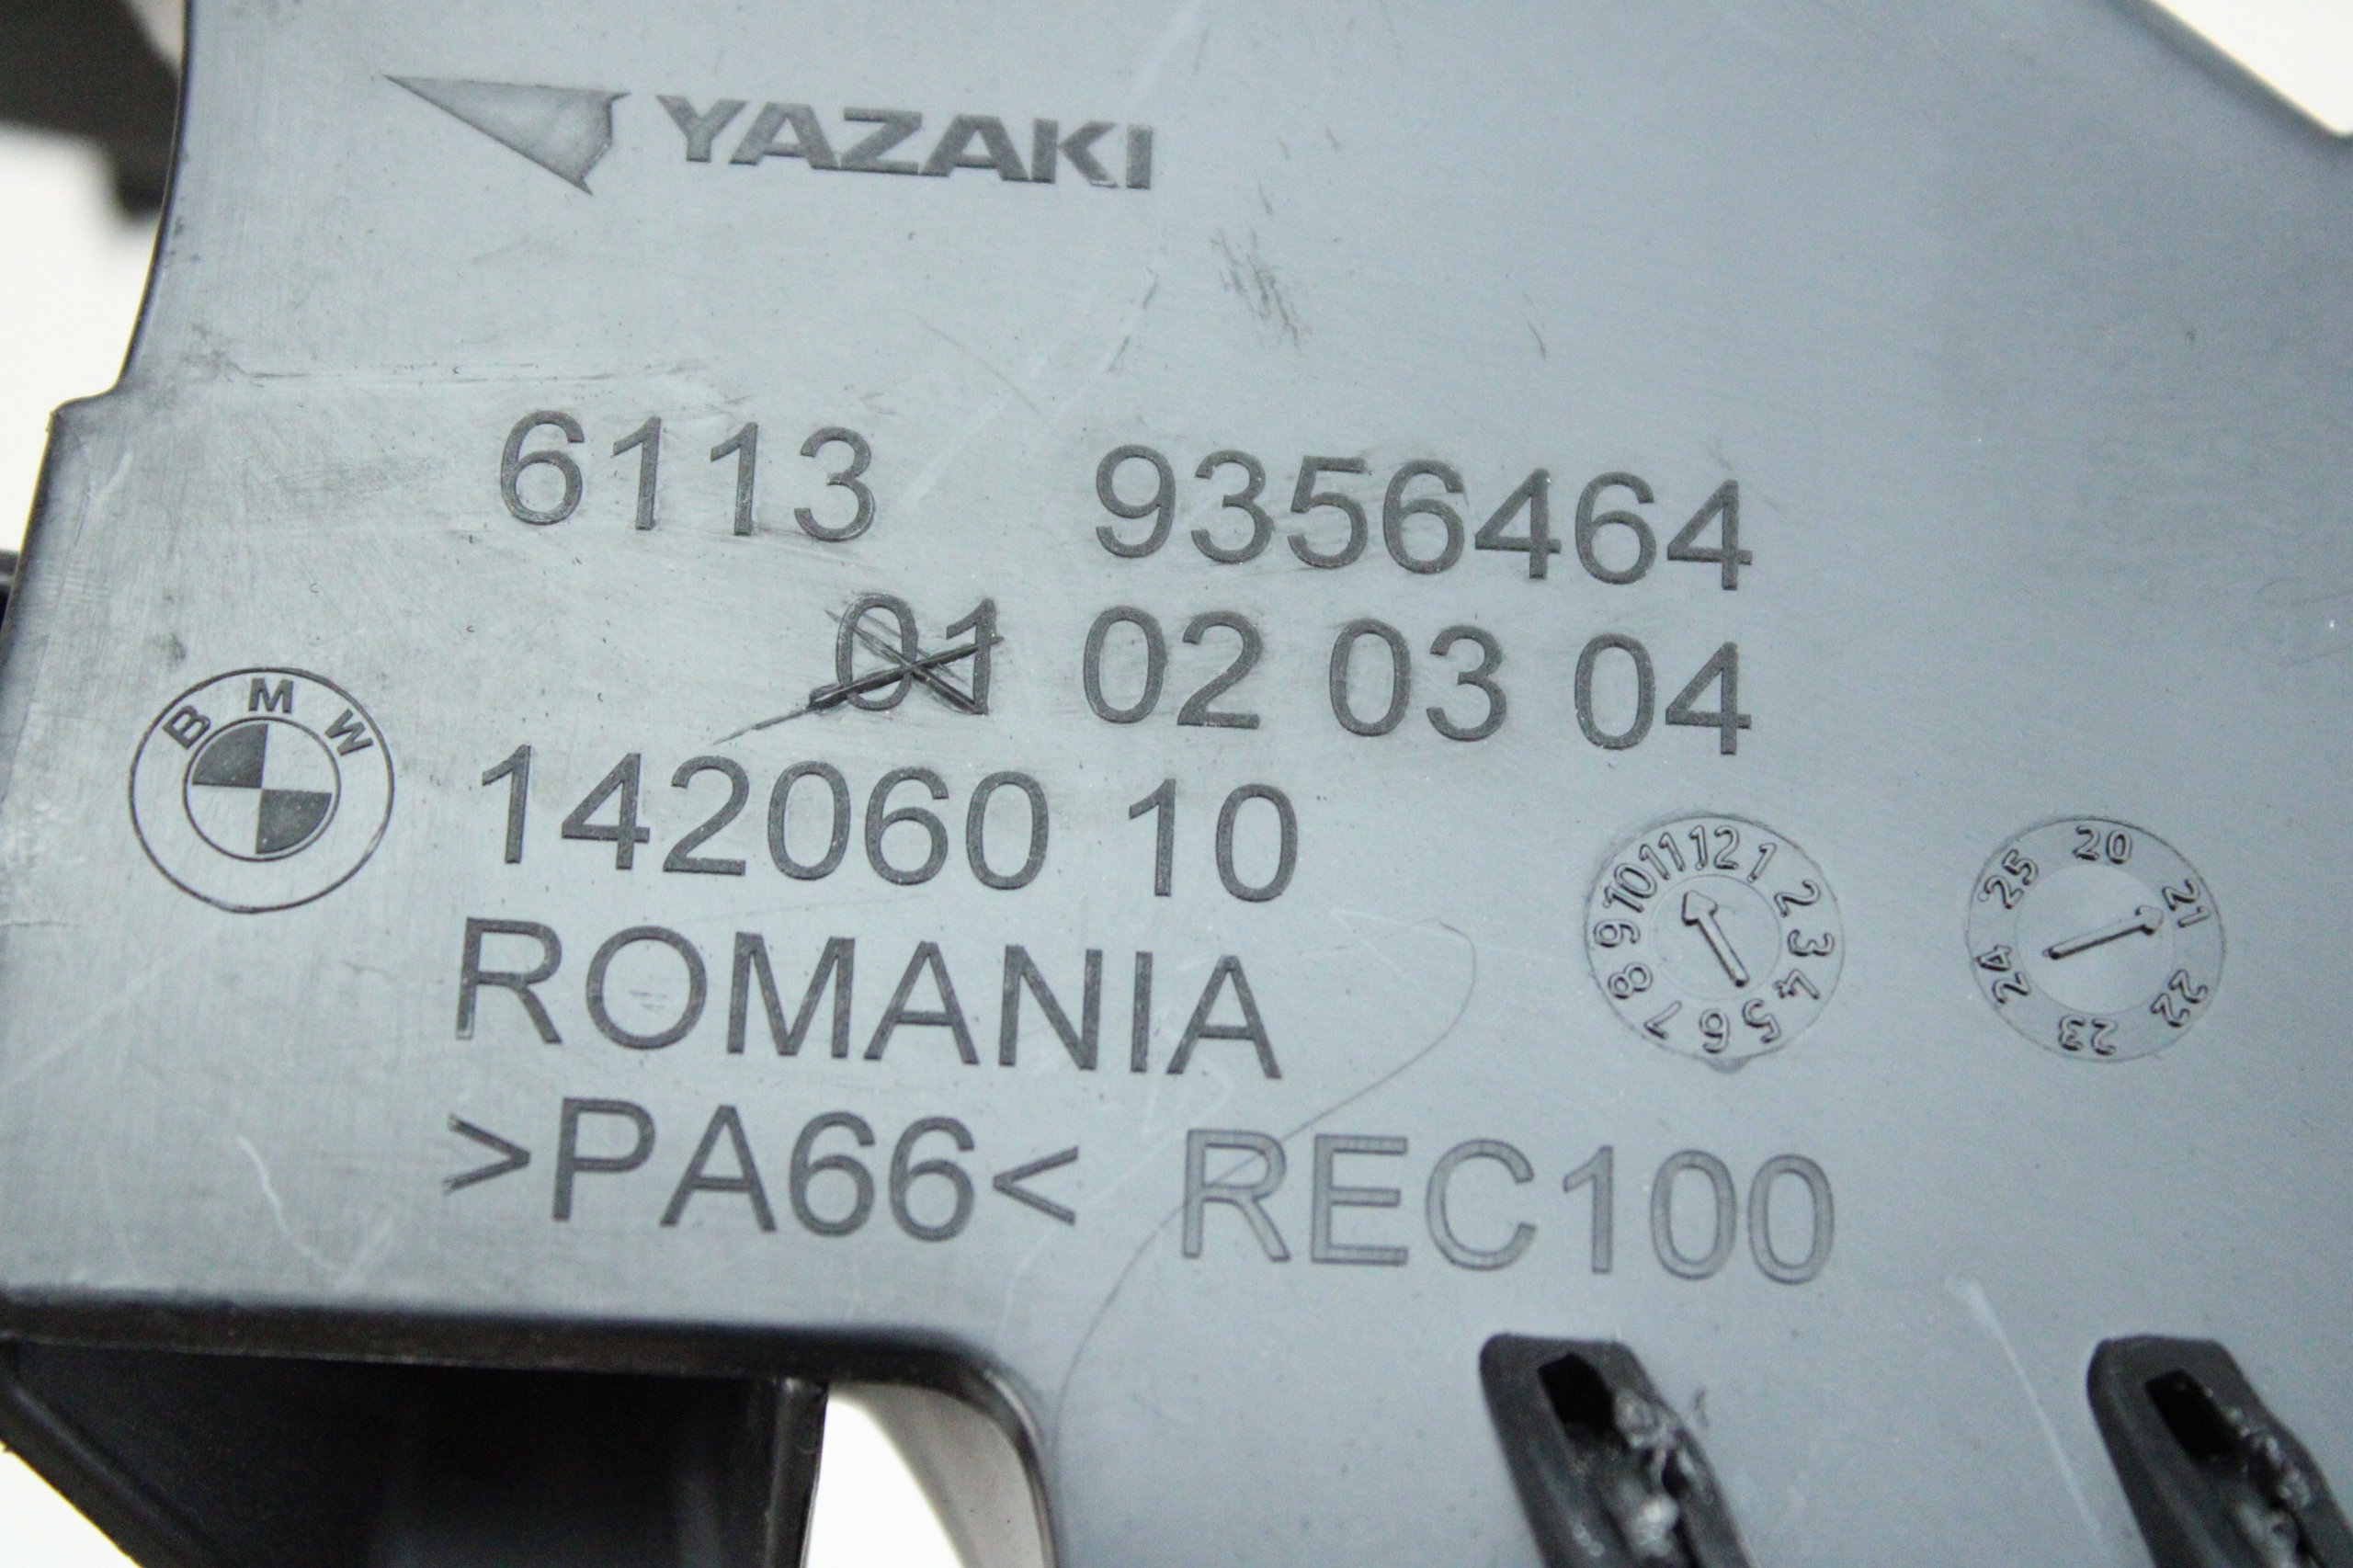 YAZAKI
6113 9356464
01 02 03 04
BMW
142060 10
ROMANIA
>PA66< REC100
1 2 3 4 5 6 7 8 9 10 11 12
20 21 22 23 24 25